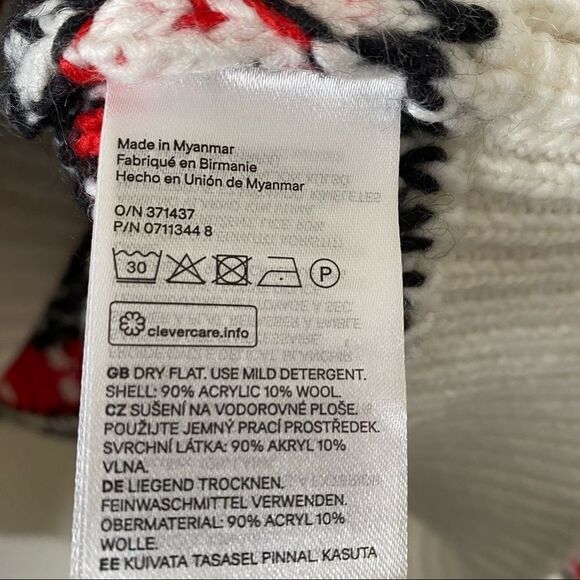 Made in Myanmar
Fabriqué en Birmanie
Hecho en Unión de Myanmar
O/N 371437
P/N 0711344 8
30 P
clevercare.info
GB DRY FLAT. USE MILD DETERGENT.
SHELL: 90% ACRYLIC 10% WOOL.
CZ SUŠENÍ NA VODOROVNÉ PLOŠE.
POUŽIJTE JEMNÝ PRACÍ PROSTŘEDEK.
SVRCHNÍ LÁTKA: 90% AKRYL 10%
VLNA.
DE LIEGEND TROCKNEN.
FEINWASCHMITTEL VERWENDEN.
OBERMATERIAL: 90% ACRYL 10%
WOLLE.
EE KUIVATA TASASEL PINNAL. KASUTA